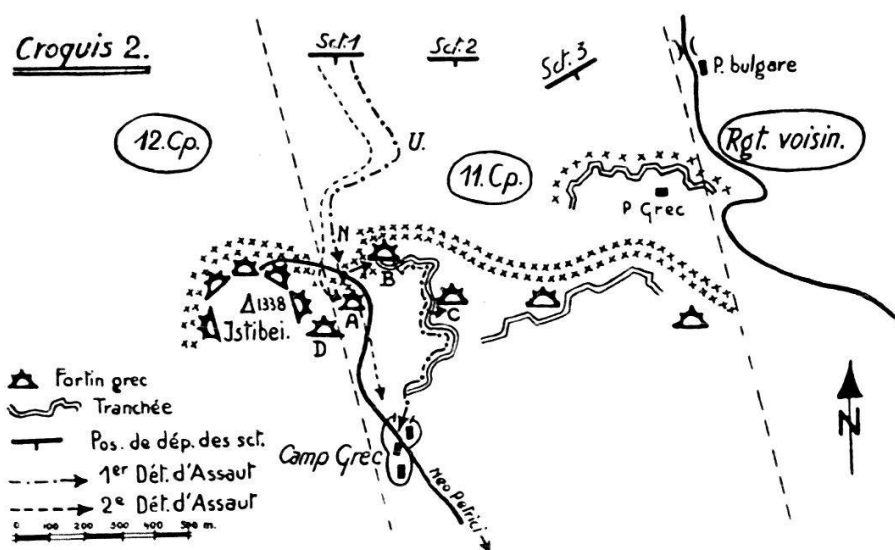 Croquis 2.
Sct.1
Sct.2
Sct.3
P. bulgare
12.Cp.
U.
11.Cp.
Rgt. voisin.
P Grec
N
B
C
A
D
△1338
Istibei.
Fortin grec
Tranchée
Pos. de dép. des sct.
1er Dét. d'Assaut
2e Dét. d'Assaut
0 100 200 300 400 500 m.
Camp Grec
Neo Petrici
N